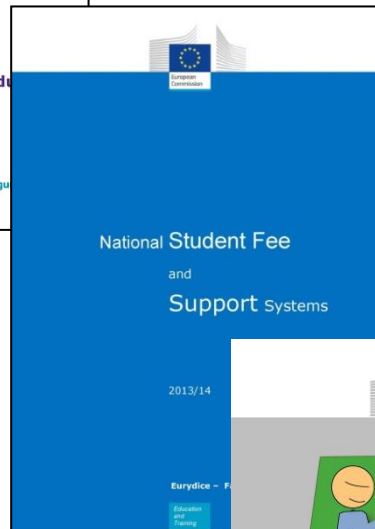 European
Commission
National Student Fee
and
Support Systems
2013/14
Eurydice –
Education
and
Training